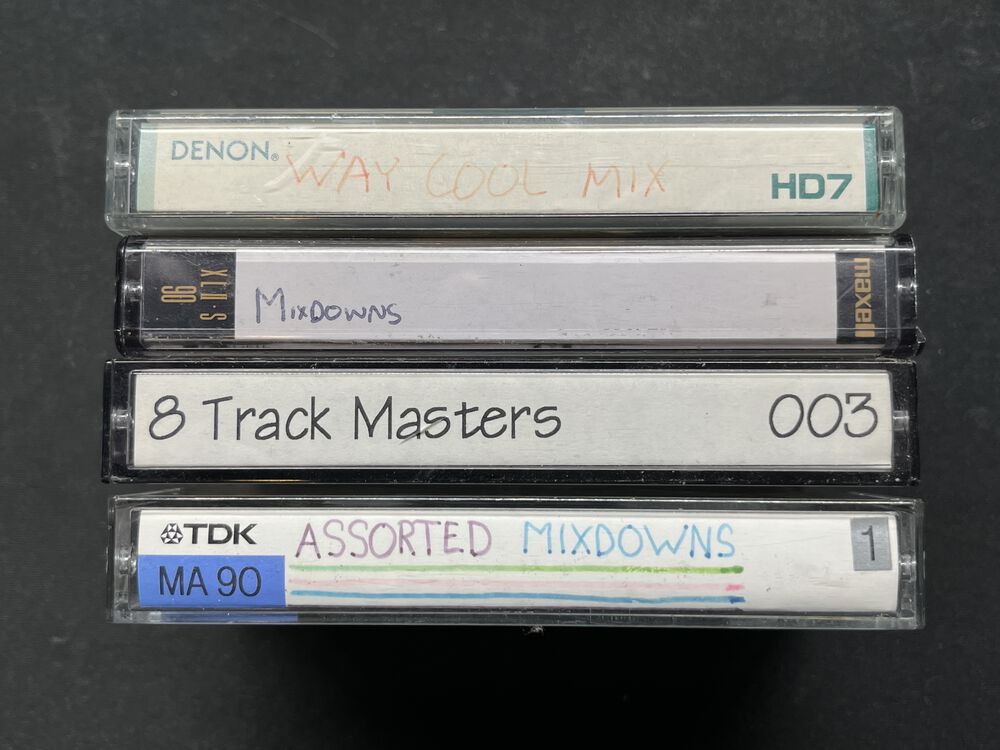 DENON® WAY COOL MIX HD7
XLII-S 90 MIXDOWNS maxell
8 Track Masters 003
TDK ASSORTED MIXDOWNS 1
MA 90